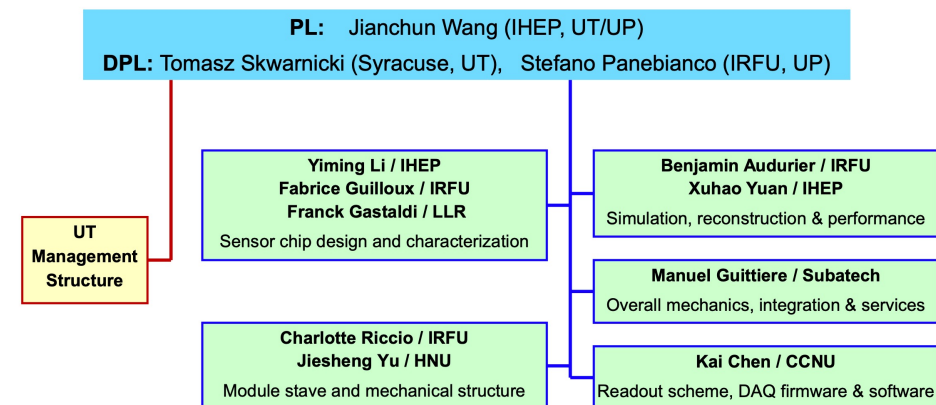 PL: Jianchun Wang (IHEP, UT/UP)
DPL: Tomasz Skwarnicki (Syracuse, UT), Stefano Panebianco (IRFU, UP)
UT
Management
Structure
Yiming Li / IHEP
Fabrice Guilloux / IRFU
Franck Gastaldi / LLR
Sensor chip design and characterization
Charlotte Riccio / IRFU
Jiesheng Yu / HNU
Module stave and mechanical structure
Benjamin Audurier / IRFU
Xuhao Yuan / IHEP
Simulation, reconstruction & performance
Manuel Guittiere / Subatech
Overall mechanics, integration & services
Kai Chen / CCNU
Readout scheme, DAQ firmware & software